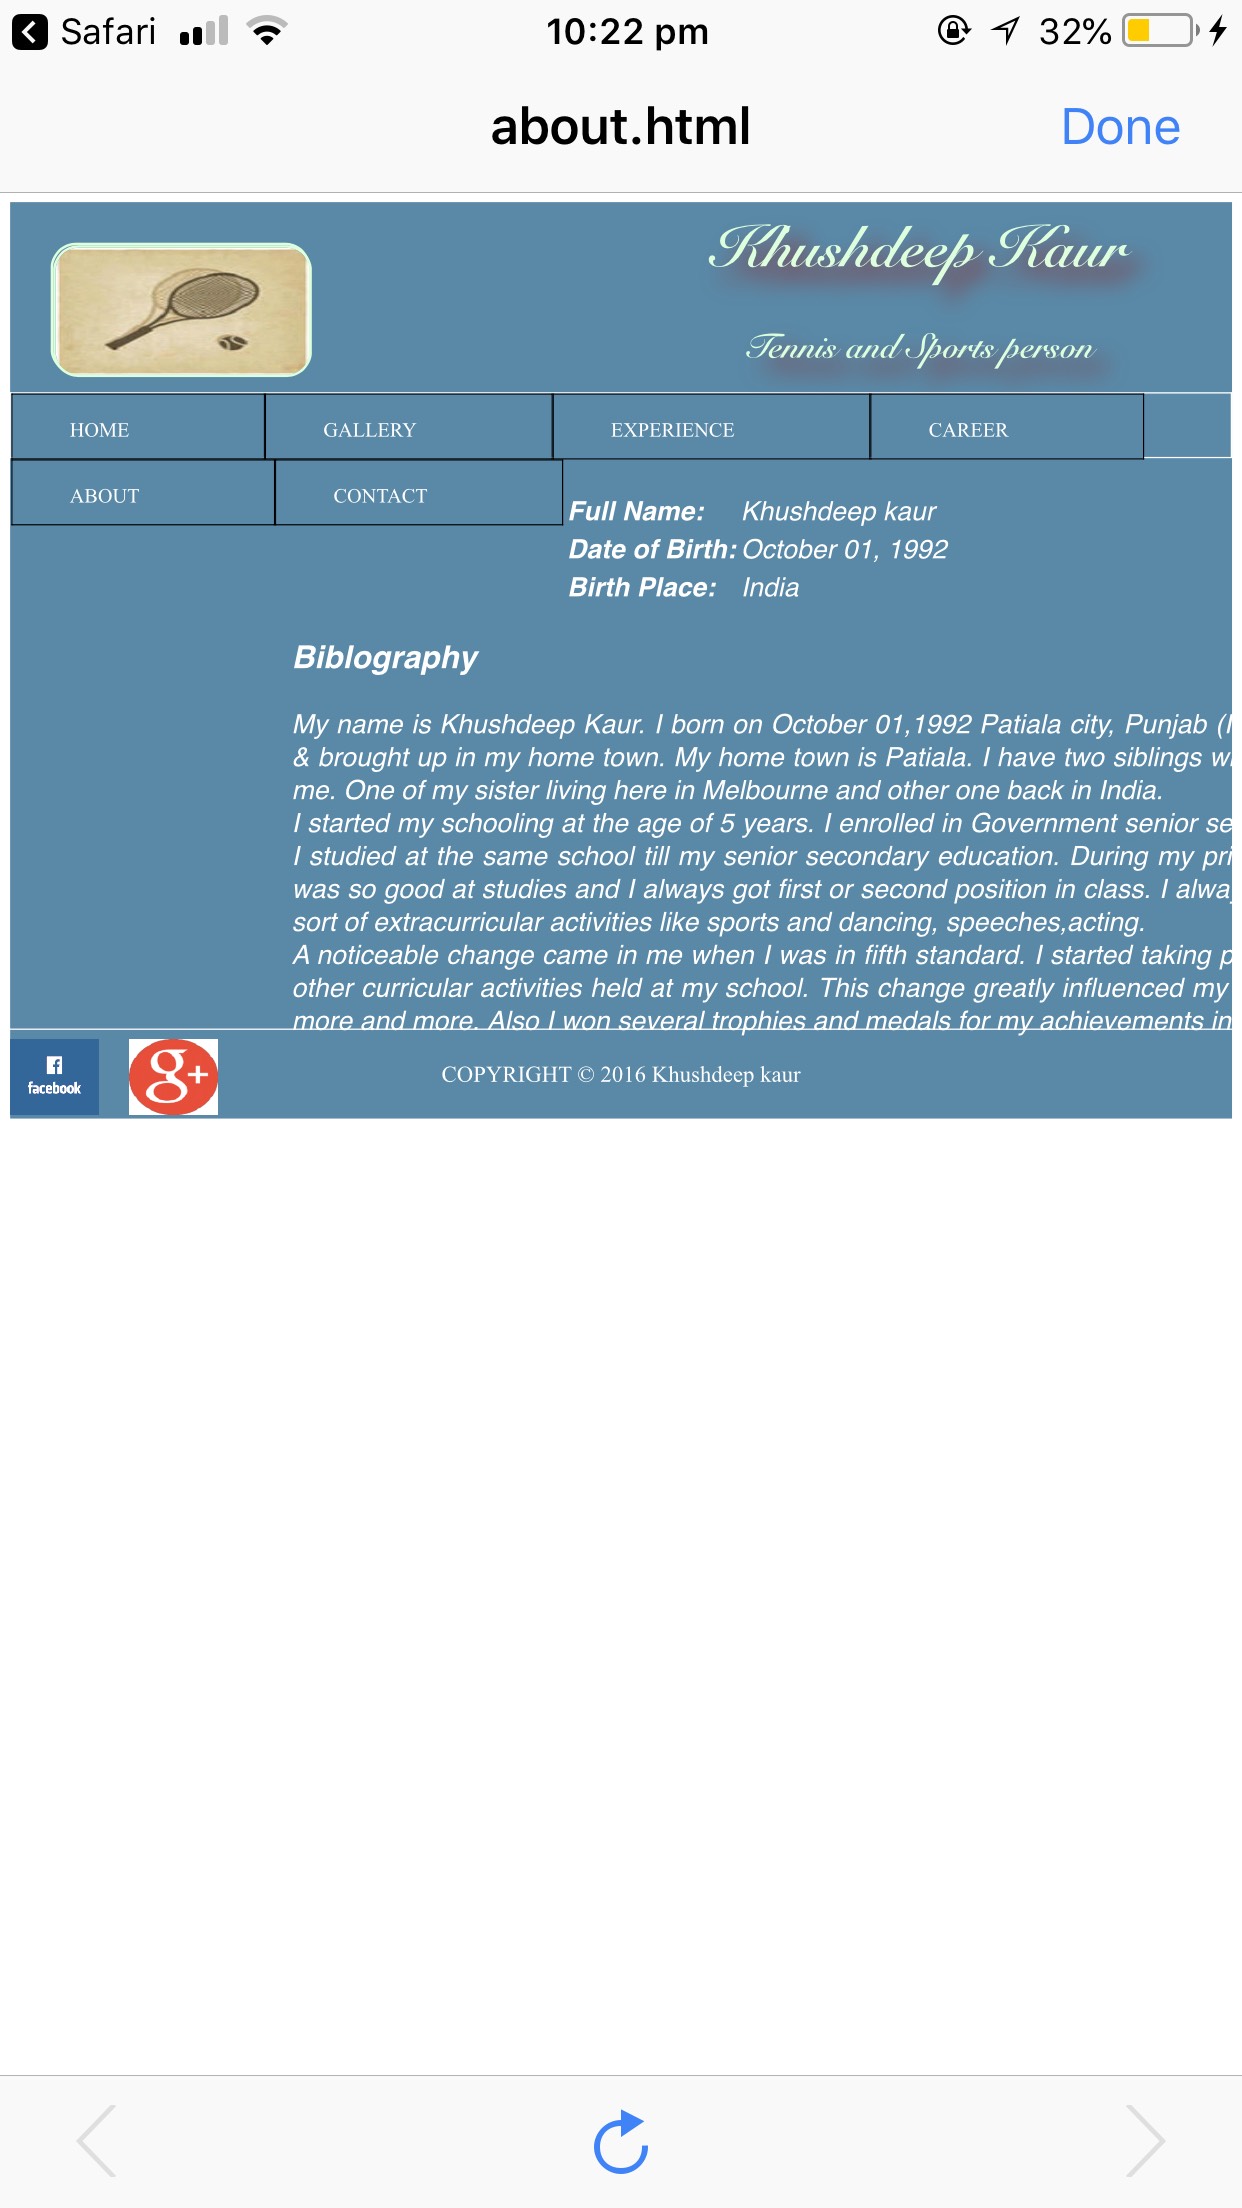 Safari 10:22 pm 32%
about.html Done
Khushdeep Kaur
Tennis and Sports person
HOME GALLERY EXPERIENCE CAREER
ABOUT CONTACT
Full Name: Khushdeep kaur
Date of Birth: October 01, 1992
Birth Place: India
Biblography
My name is Khushdeep Kaur. I born on October 01,1992 Patiala city, Punjab (
& brought up in my home town. My home town is Patiala. I have two siblings
me. One of my sister living here in Melbourne and other one back in India.
I started my schooling at the age of 5 years. I enrolled in Government senior se
I studied at the same school till my senior secondary education. During my pri
was so good at studies and I always got first or second position in class. I alwa
sort of extracurricular activities like sports and dancing, speeches,acting.
A noticeable change came in me when I was in fifth standard. I started taking p
other curricular activities held at my school. This change greatly influenced my
more and more. Also I won several trophies and medals for my achievements in
facebook g+ COPYRIGHT © 2016 Khushdeep kaur